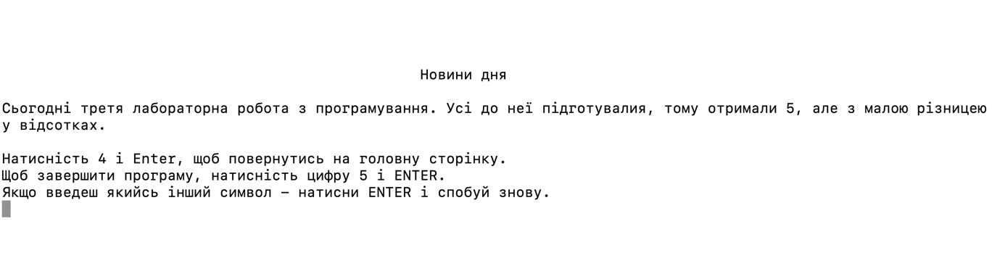 Новини дня
Сьогодні третя лабораторна робота з програмування. Усі до неї підготувалия, тому отримали 5, але з малою різницею
у відсотках.
Натисність 4 і Enter, щоб повернутись на головну сторінку.
Щоб завершити програму, натисність цифру 5 і ENTER.
Якщо введеш якийсь інший символ – натисни ENTER і спобуй знову.